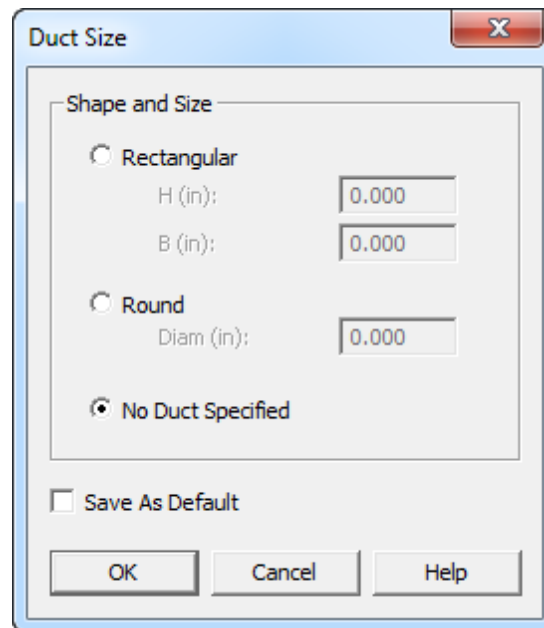 Duct Size
Shape and Size
Rectangular
H (in): 0.000
B (in): 0.000
Round
Diam (in): 0.000
No Duct Specified
Save As Default
OK Cancel Help